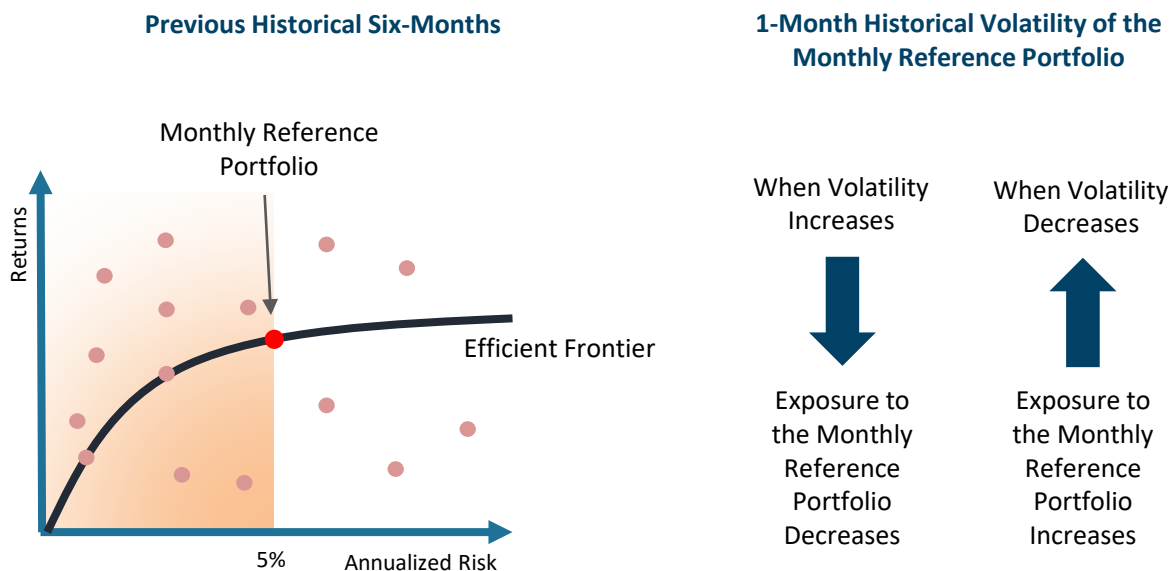 Previous Historical Six-Months
Monthly Reference
Portfolio
Returns
Efficient Frontier
5%
Annualized Risk
1-Month Historical Volatility of the
Monthly Reference Portfolio
When Volatility
Increases
Exposure to
the Monthly
Reference
Portfolio
Decreases
When Volatility
Decreases
Exposure to
the Monthly
Reference
Portfolio
Increases